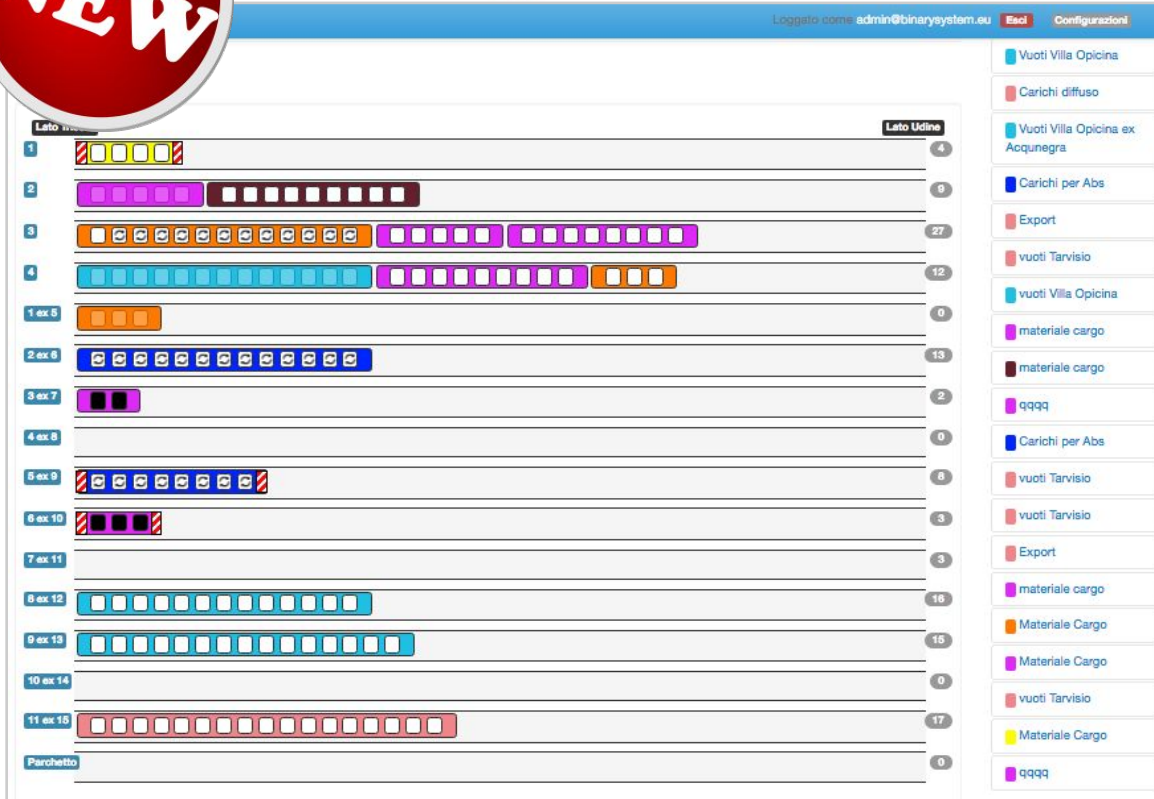 NEW
Loggato come admin@binarysystem.eu Esci Configurazioni
Lato
Lato Udine
1 4
2 9
3 27
4 12
1 ex 5 0
2 ex 6 13
3 ex 7 2
4 ex 8 0
5 ex 9 8
6 ex 10 3
7 ex 11 3
8 ex 12 16
9 ex 13 15
10 ex 14 0
11 ex 15 17
Parchetto 0
Vuoti Villa Opicina
Carichi diffuso
Vuoti Villa Opicina ex
Acqunegra
Carichi per Abs
Export
vuoti Tarvisio
vuoti Villa Opicina
materiale cargo
materiale cargo
qqqq
Carichi per Abs
vuoti Tarvisio
vuoti Tarvisio
Export
materiale cargo
Materiale Cargo
Materiale Cargo
vuoti Tarvisio
Materiale Cargo
qqqq